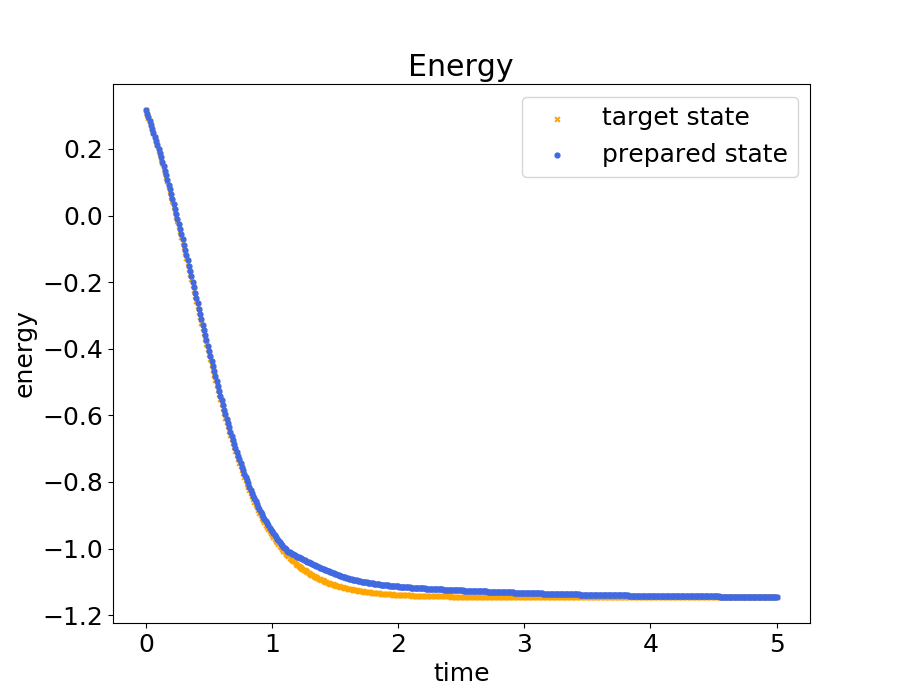 Energy
target state
prepared state
energy
0.2
0.0
−0.2
−0.4
−0.6
−0.8
−1.0
−1.2
0 1 2 3 4 5
time